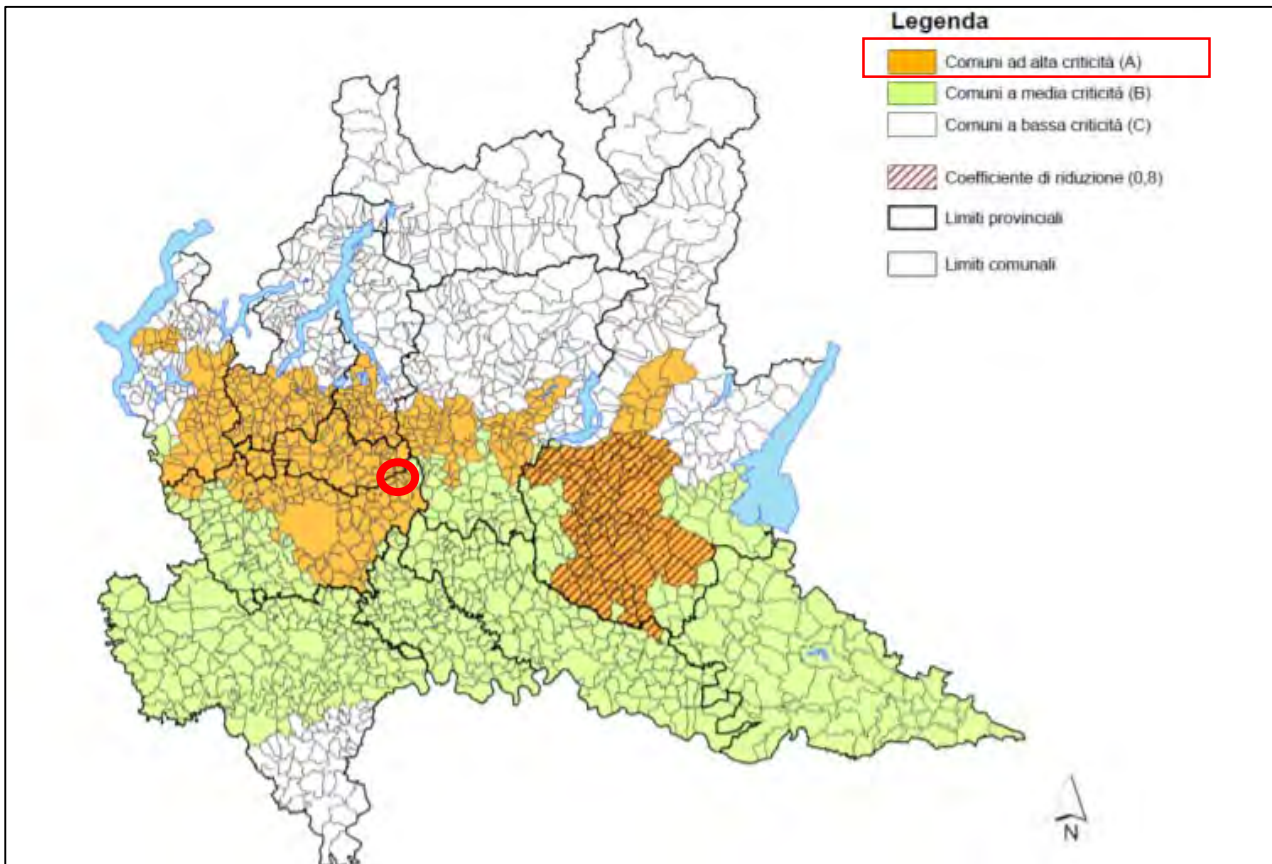 Legenda
Comuni ad alta criticità (A)
Comuni a media criticità (B)
Comuni a bassa criticità (C)
Coefficiente di riduzione (0,8)
Limiti provinciali
Limiti comunali
N